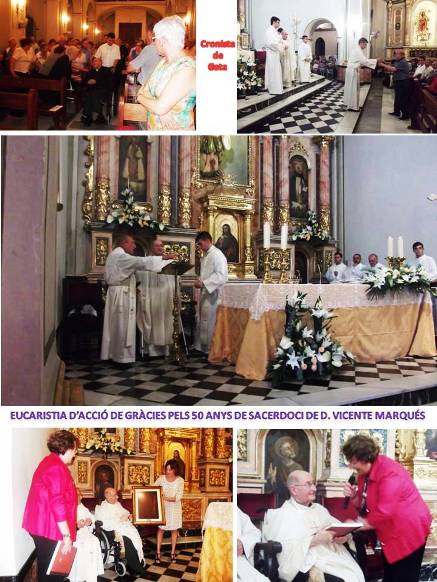 Cronista
de
Gata
EUCARISTIA D'ACCIÓ DE GRÀCIES PELS 50 ANYS DE SACERDOCI DE D. VICENTE MARQUÉS